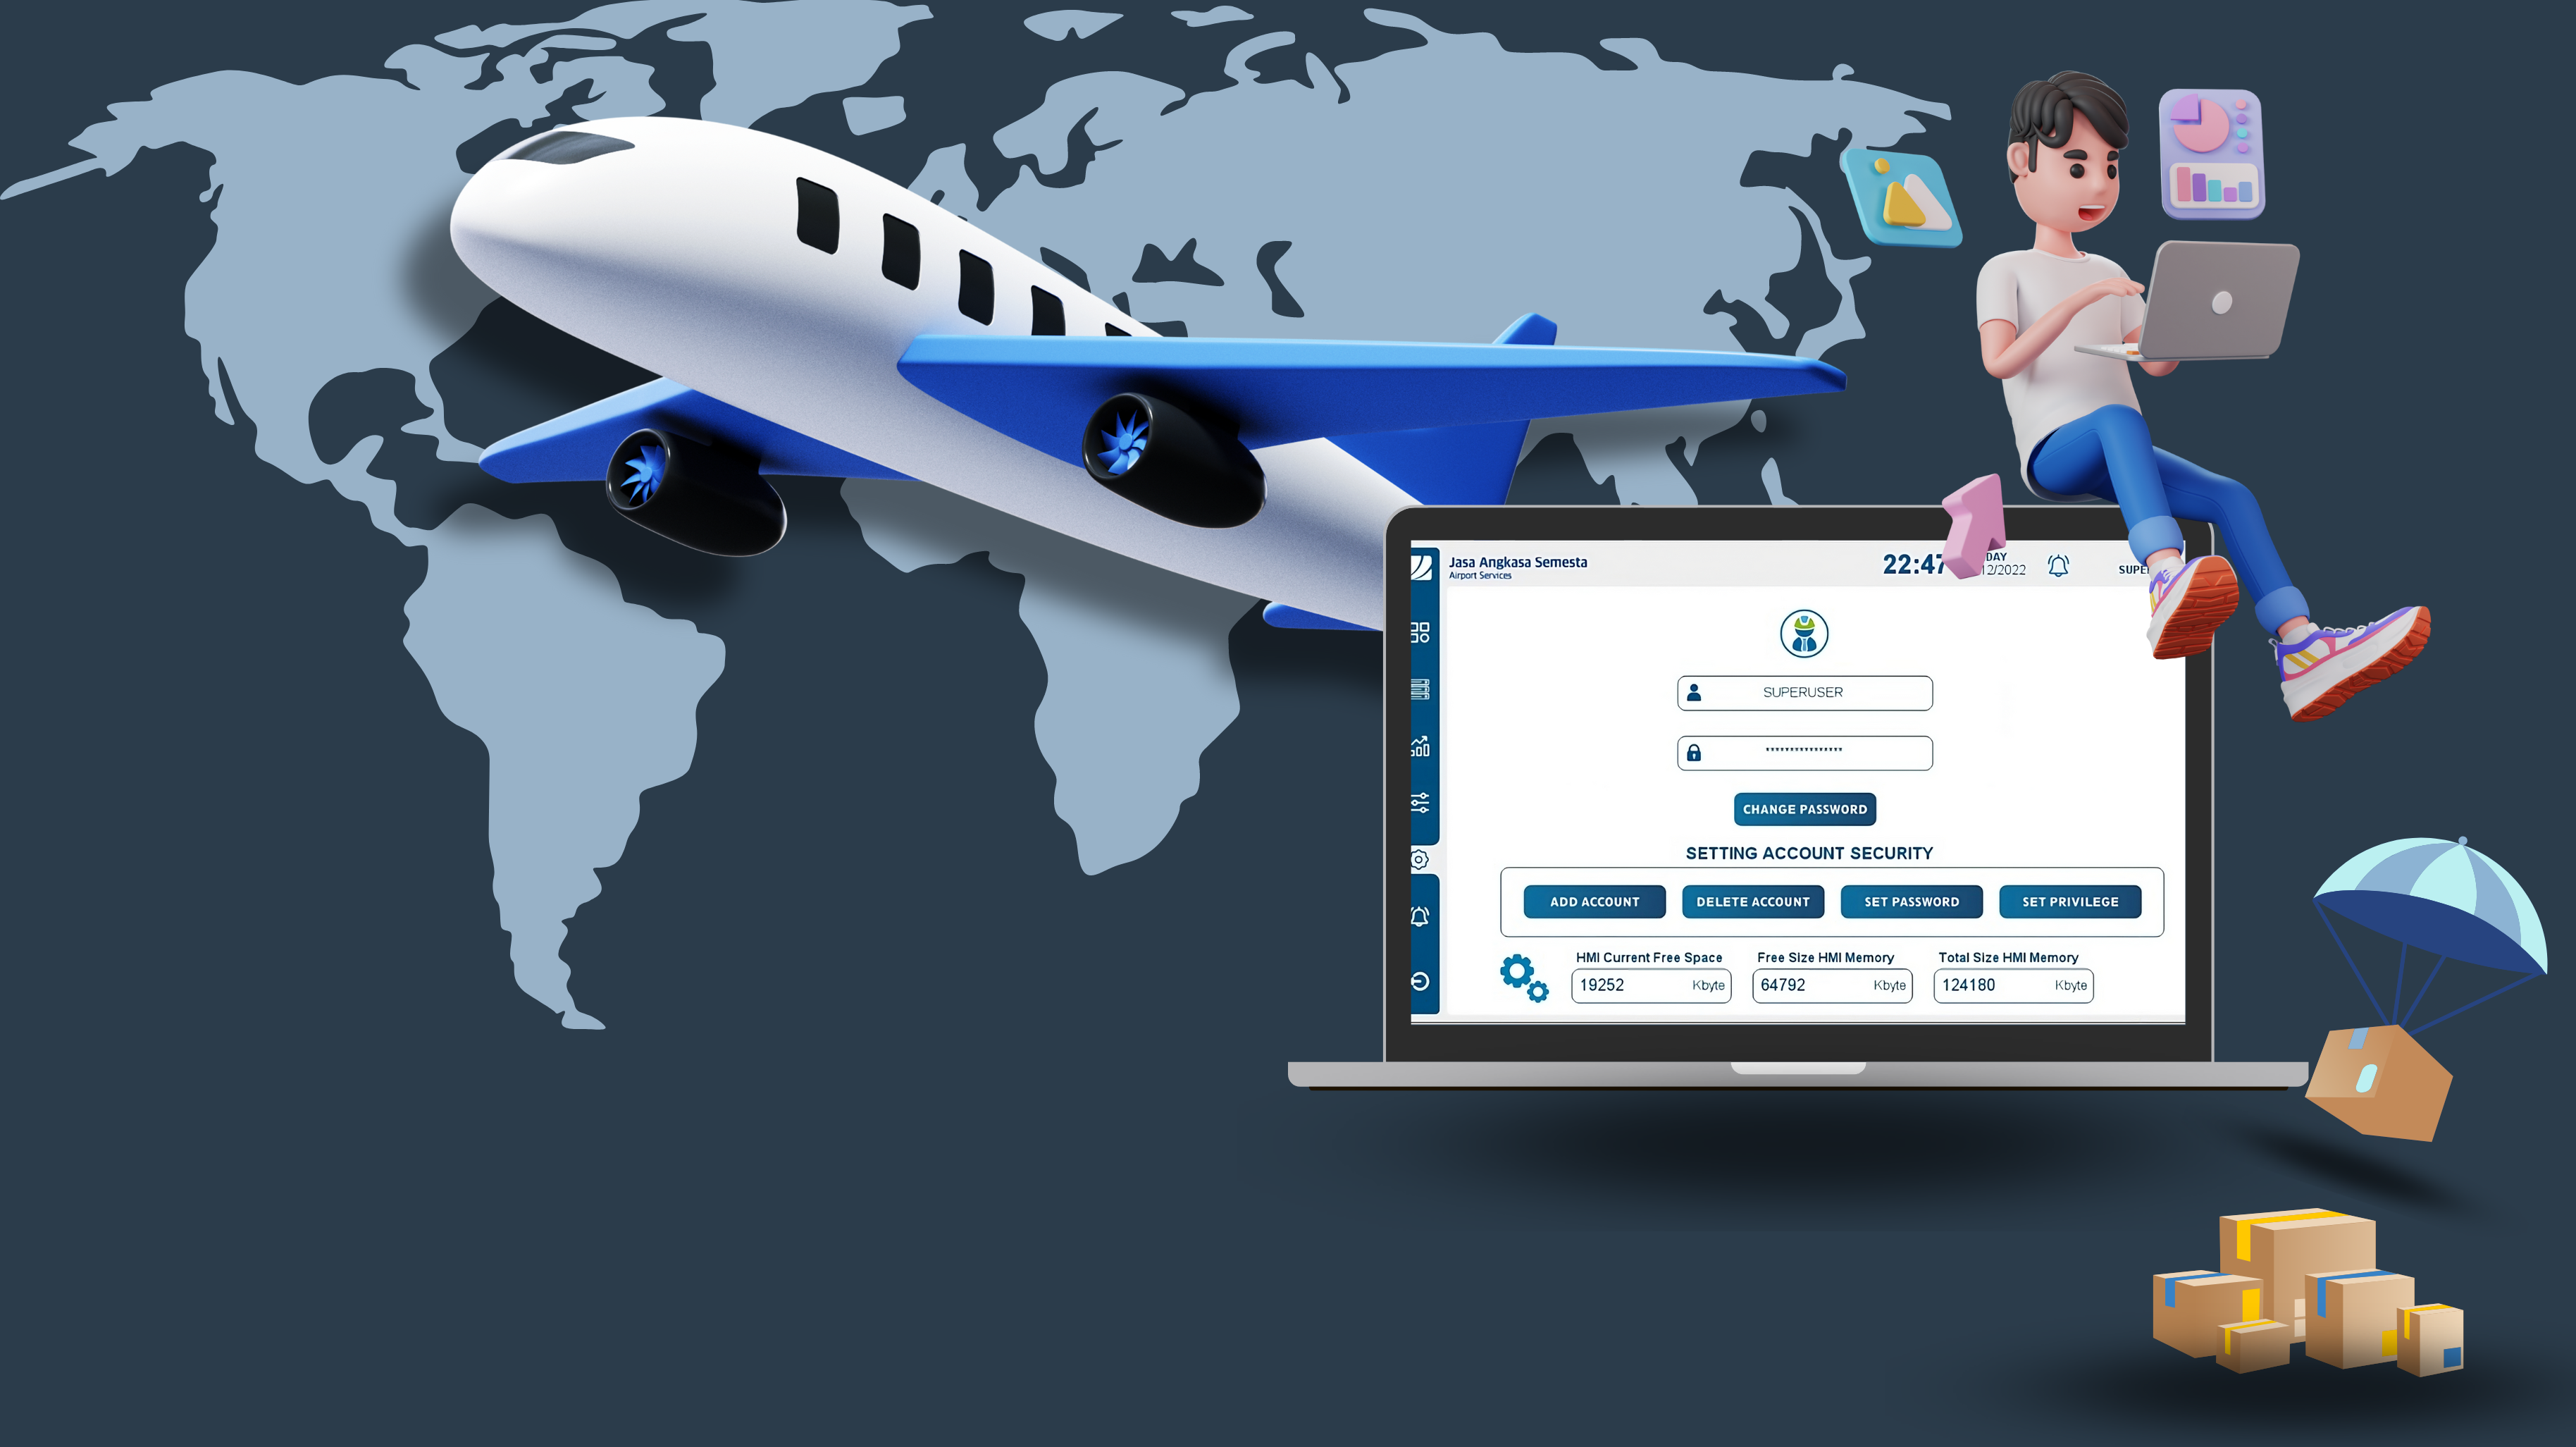 Jasa Angkasa Semesta
Airport Services
22:47
DAY
12/2022
SUPERUSER
***************
CHANGE PASSWORD
SETTING ACCOUNT SECURITY
ADD ACCOUNT DELETE ACCOUNT SET PASSWORD SET PRIVILEGE
HMI Current Free Space Free Size HMI Memory Total Size HMI Memory
19252 Kbyte 64792 Kbyte 124180 Kbyte